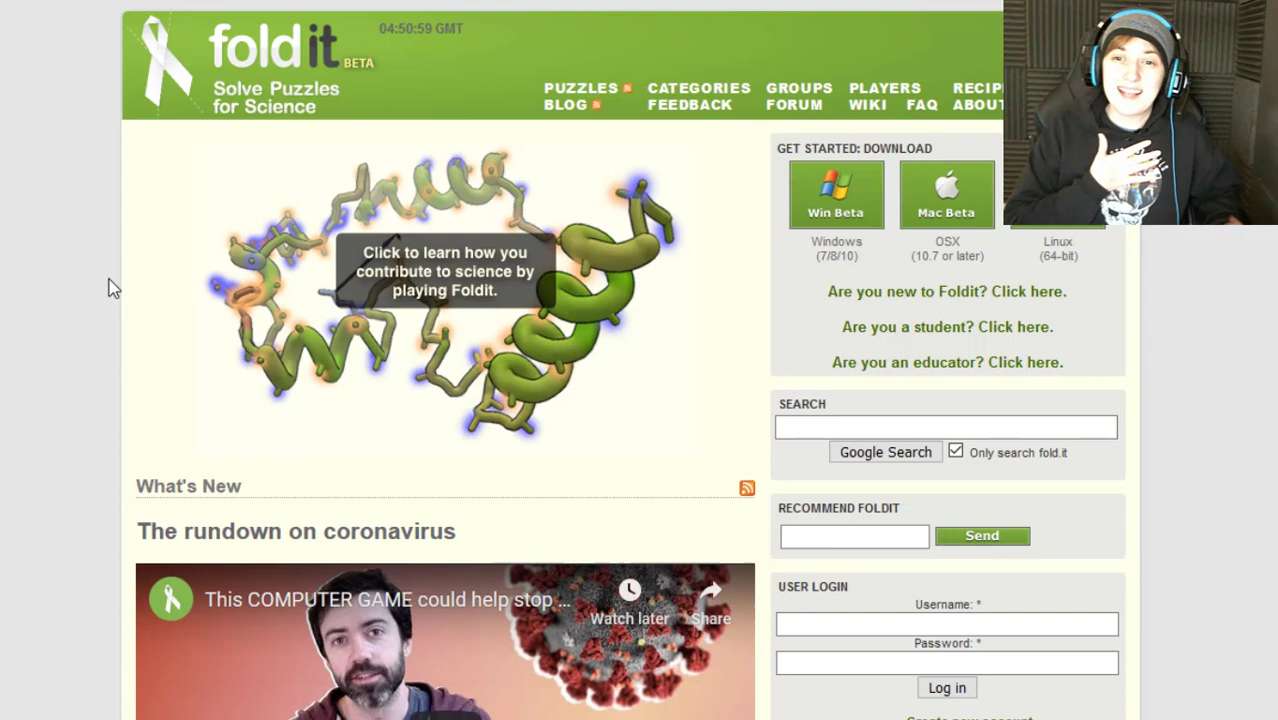 foldit BETA
04:50:59 GMT
Solve Puzzles
for Science
PUZZLES CATEGORIES GROUPS PLAYERS
BLOG FEEDBACK FORUM WIKI FAQ
Click to learn how you
contribute to science by
playing Foldit.
GET STARTED: DOWNLOAD
Win Beta
Mac Beta
Windows
(7/8/10)
OSX
(10.7 or later)
Linux
(64-bit)
Are you new to Foldit? Click here.
Are you a student? Click here.
Are you an educator? Click here.
SEARCH
Google Search
Only search fold.it
What's New
The rundown on coronavirus
This COMPUTER GAME could help stop ...
Watch later
Share
RECOMMEND FOLDIT
Send
USER LOGIN
Username: *
Password: *
Log in